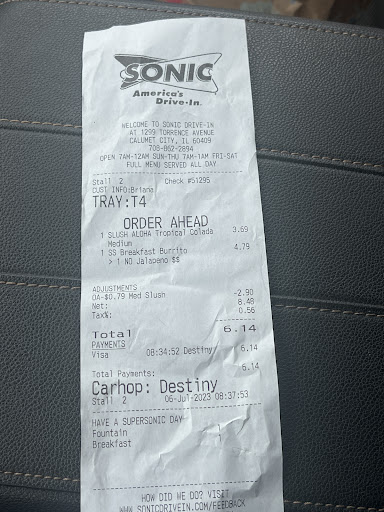 SONIC
America's
Drive-In.
WELCOME TO SONIC DRIVE-IN
AT 1299 TORRENCE AVENUE
CALUMET CITY, IL 60409
708-862-2894
OPEN 7AM-12AM SUN-THU 7AM-1AM FRI-SAT
FULL MENU SERVED ALL DAY
Stall 2 Check #51295
CUST INFO:Briana
TRAY:T4
ORDER AHEAD
1 SLUSH ALOHA Tropical Colada 3.69
Medium
1 SS Breakfast Burrito 4.79
> 1 NO Jalapeno $$
ADJUSTMENTS
OA-$0.79 Med Slush -2.90
Net: 8.48
Tax%: 0.56
Total 6.14
PAYMENTS
Visa 08:34:52 Destiny 6.14
Total Payments: 6.14
Carhop: Destiny
Stall 2 06-Jul-2023 08:37:53
HAVE A SUPERSONIC DAY
Fountain
Breakfast
HOW DID WE DO? VISIT
WWW.SONICDRIVEIN.COM/FEEDBACK